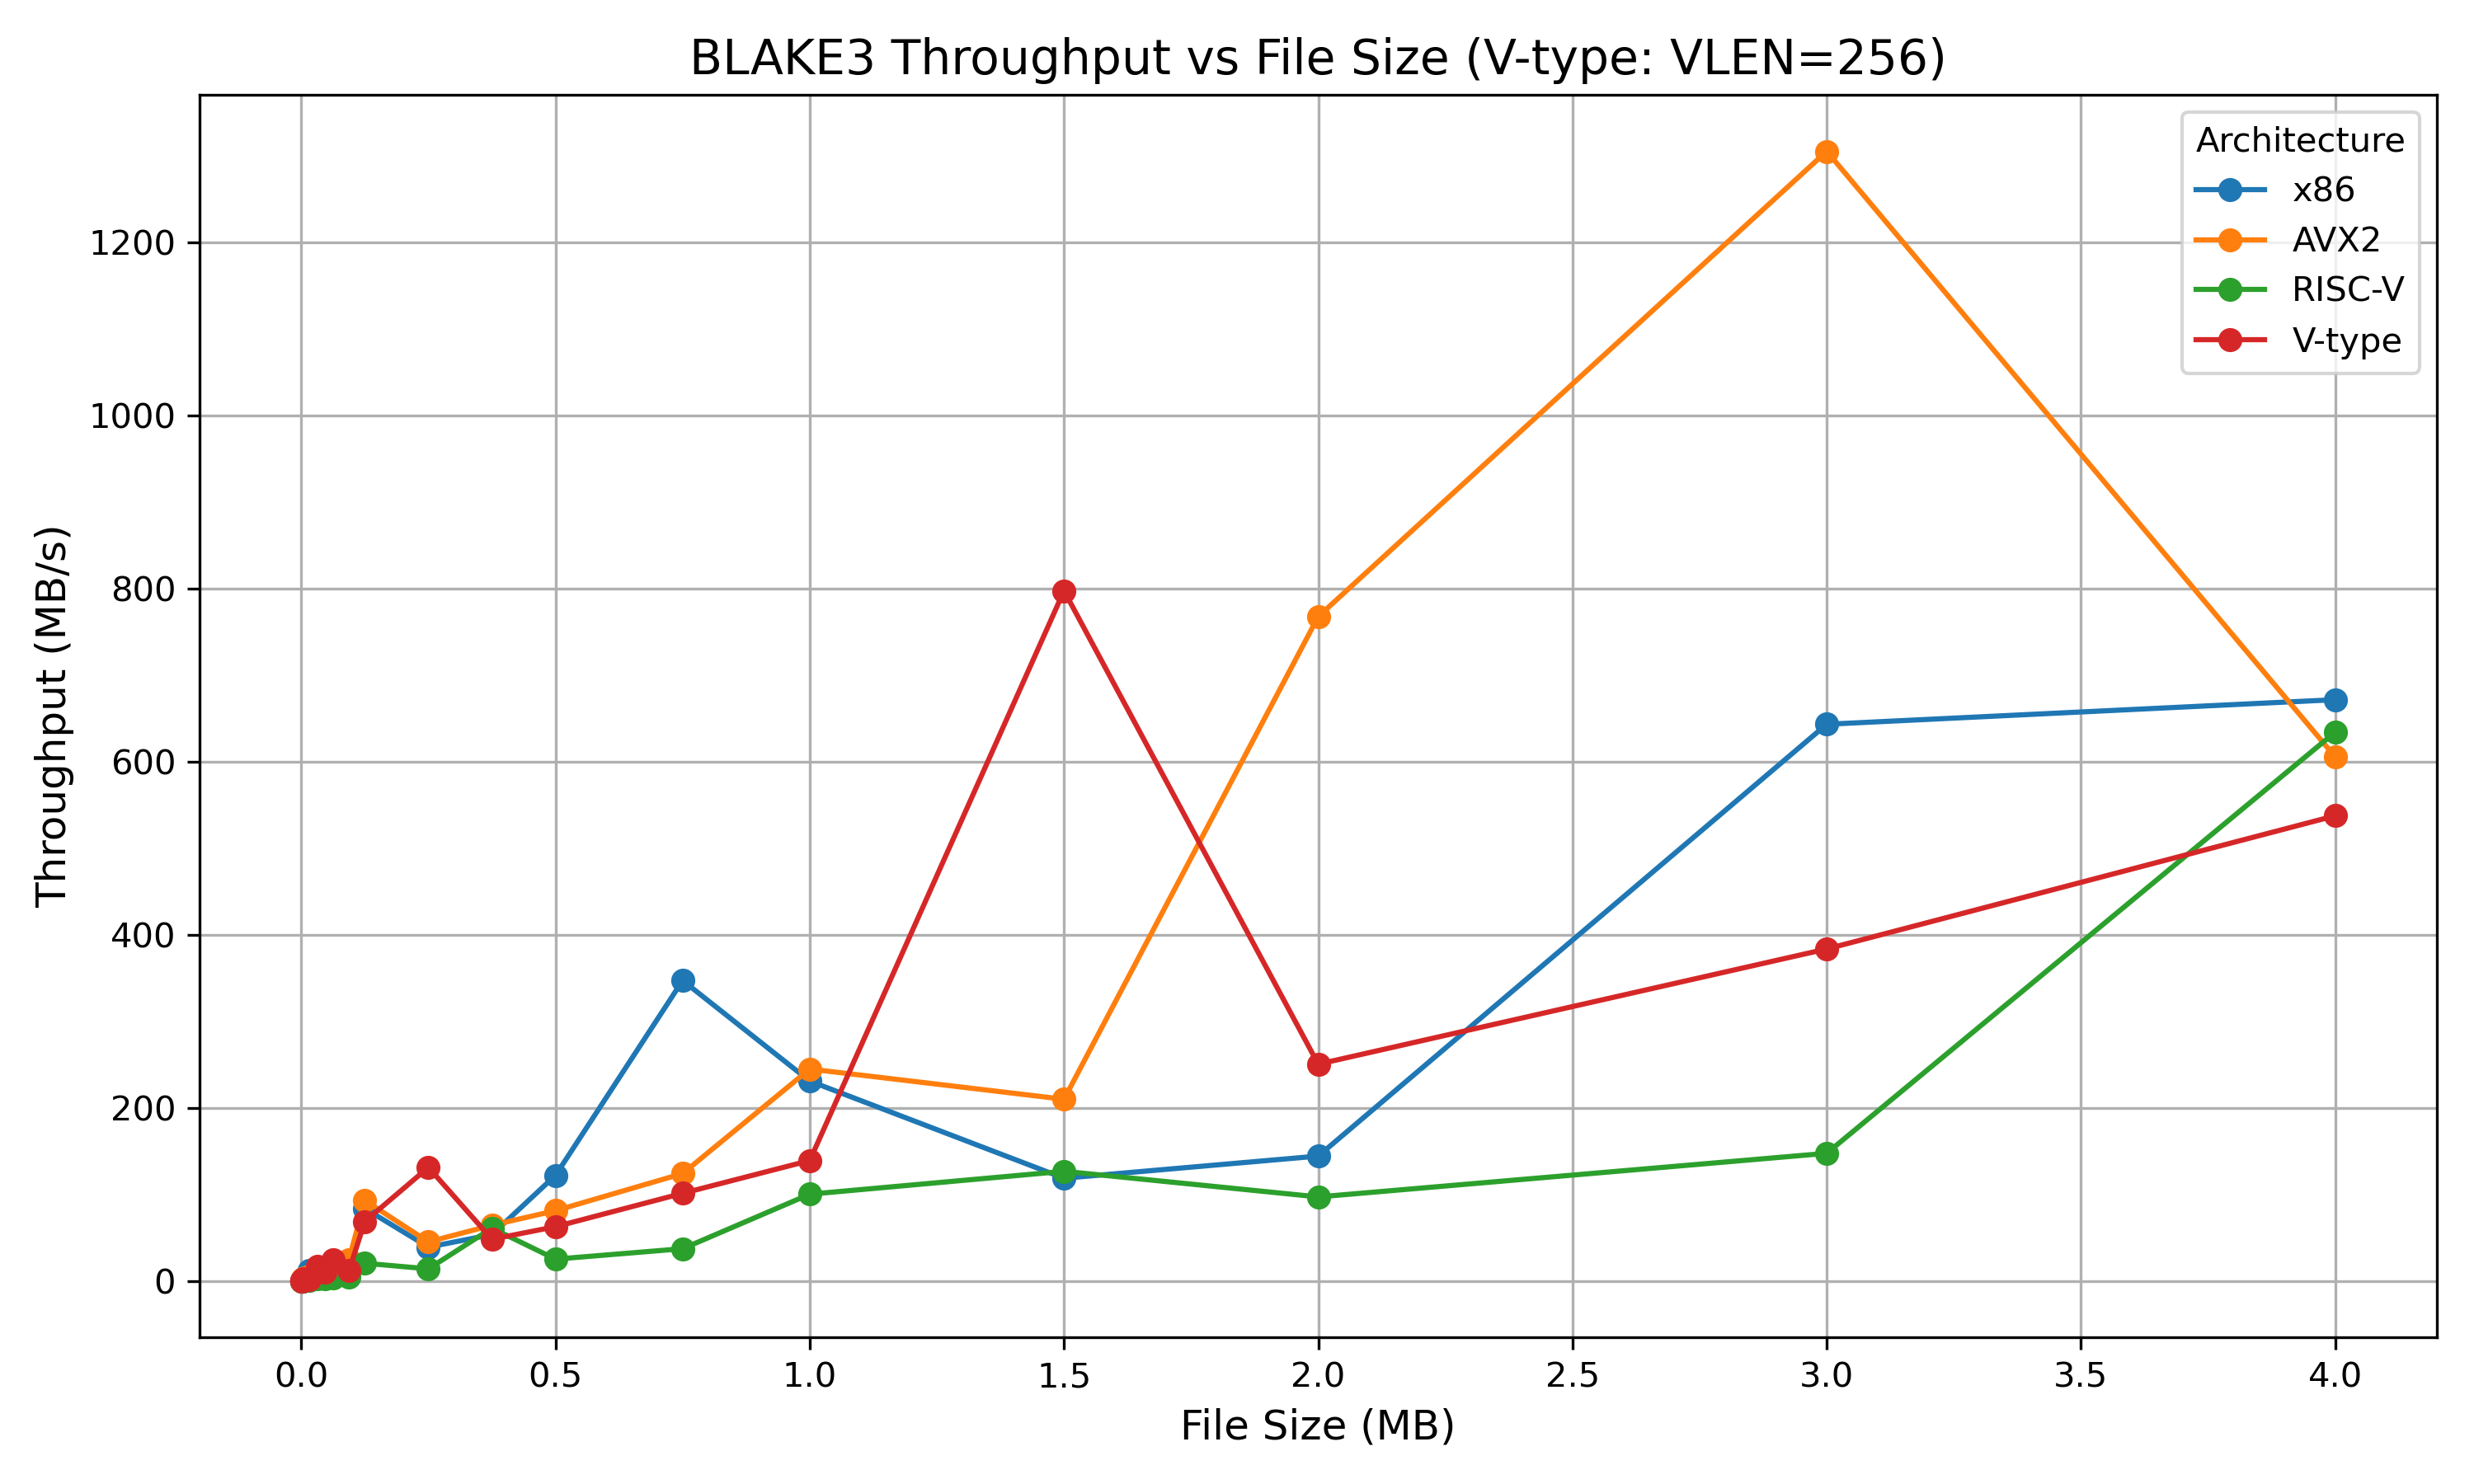 BLAKE3 Throughput vs File Size (V-type: VLEN=256)
Architecture
x86
AVX2
RISC-V
V-type
Throughput (MB/s)
1200
1000
800
600
400
200
0
0.0 0.5 1.0 1.5 2.0 2.5 3.0 3.5 4.0
File Size (MB)